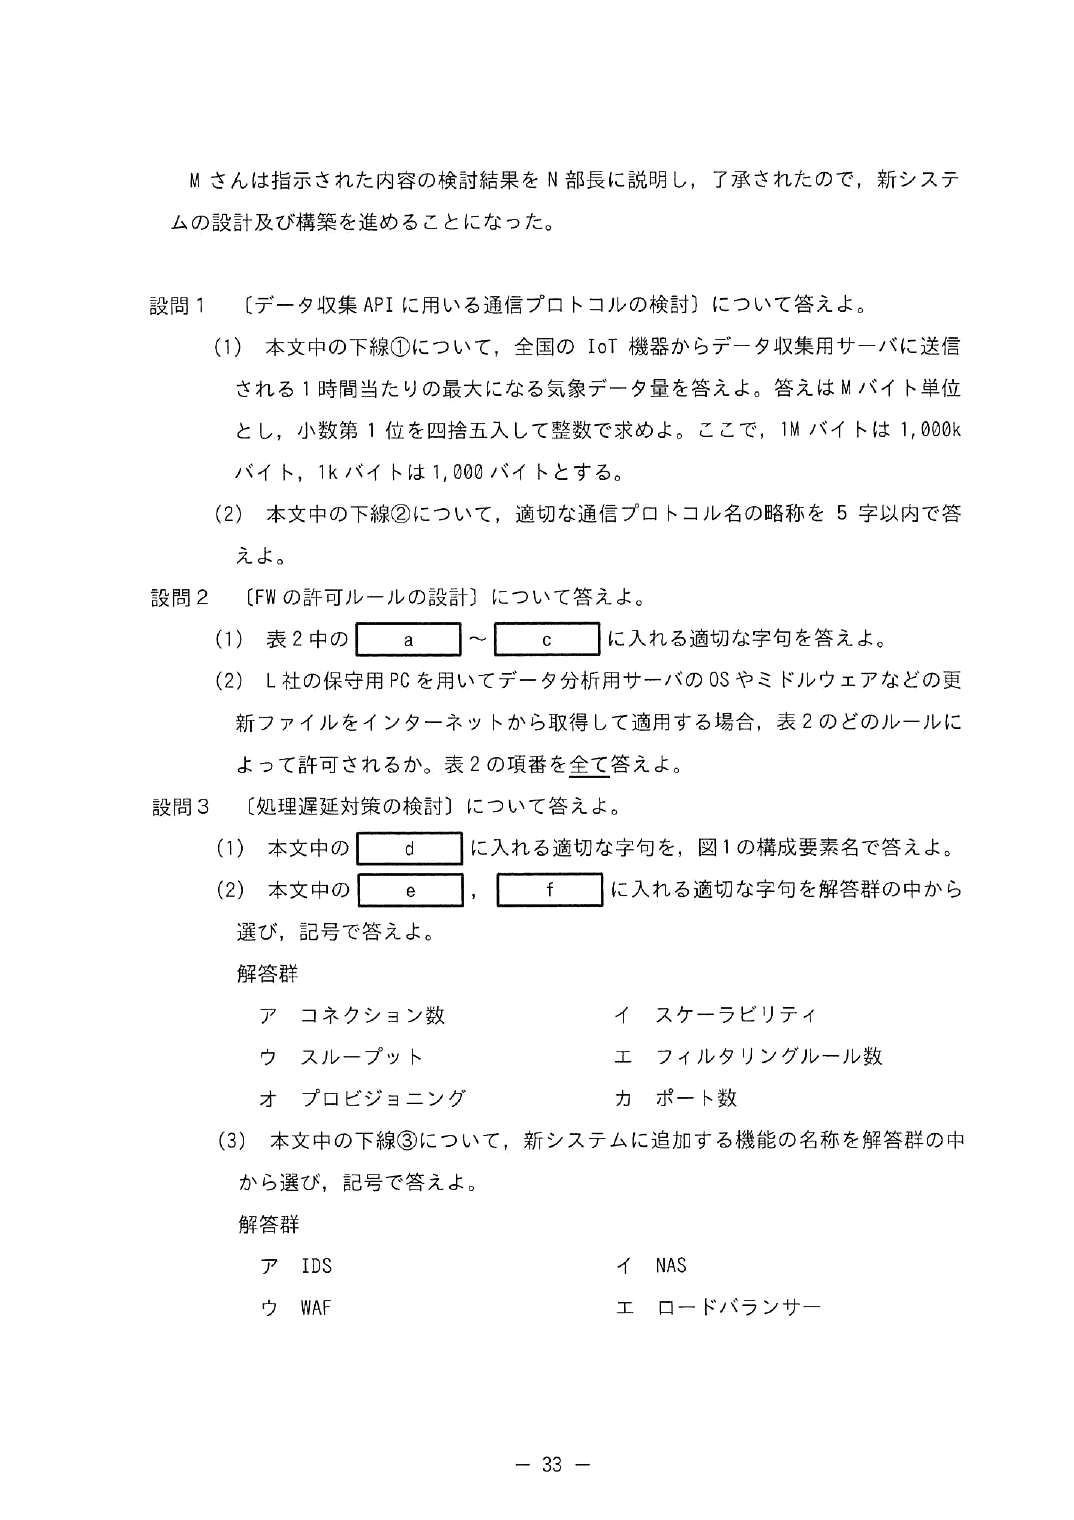 M さんは指示された内容の検討結果を N 部長に説明し，了承されたので，新システ
ムの設計及び構築を進めることになった。
設問１　〔データ収集 API に用いる通信プロトコルの検討〕について答えよ。
(1)　本文中の下線①について，全国の IoT 機器からデータ収集用サーバに送信
される１時間当たりの最大になる気象データ量を答えよ。答えは M バイト単位
とし，小数第 1 位を四捨五入して整数で求めよ。ここで，1M バイトは 1,000k
バイト，1k バイトは 1,000 バイトとする。
(2)　本文中の下線②について，適切な通信プロトコル名の略称を 5 字以内で答
えよ。
設問２　〔FW の許可ルールの設計〕について答えよ。
(1)　表２中の a ～ c に入れる適切な字句を答えよ。
(2)　L 社の保守用 PC を用いてデータ分析用サーバの OS やミドルウェアなどの更
新ファイルをインターネットから取得して適用する場合，表２のどのルールに
よって許可されるか。表２の項番を全て答えよ。
設問３　〔処理遅延対策の検討〕について答えよ。
(1)　本文中の d に入れる適切な字句を，図１の構成要素名で答えよ。
(2)　本文中の e ， f に入れる適切な字句を解答群の中から
選び，記号で答えよ。
解答群
ア　コネクション数　イ　スケーラビリティ
ウ　スループット　エ　フィルタリングルール数
オ　プロビジョニング　カ　ポート数
(3)　本文中の下線③について，新システムに追加する機能の名称を解答群の中
から選び，記号で答えよ。
解答群
ア　IDS　イ　NAS
ウ　WAF　エ　ロードバランサー
－ 33 －